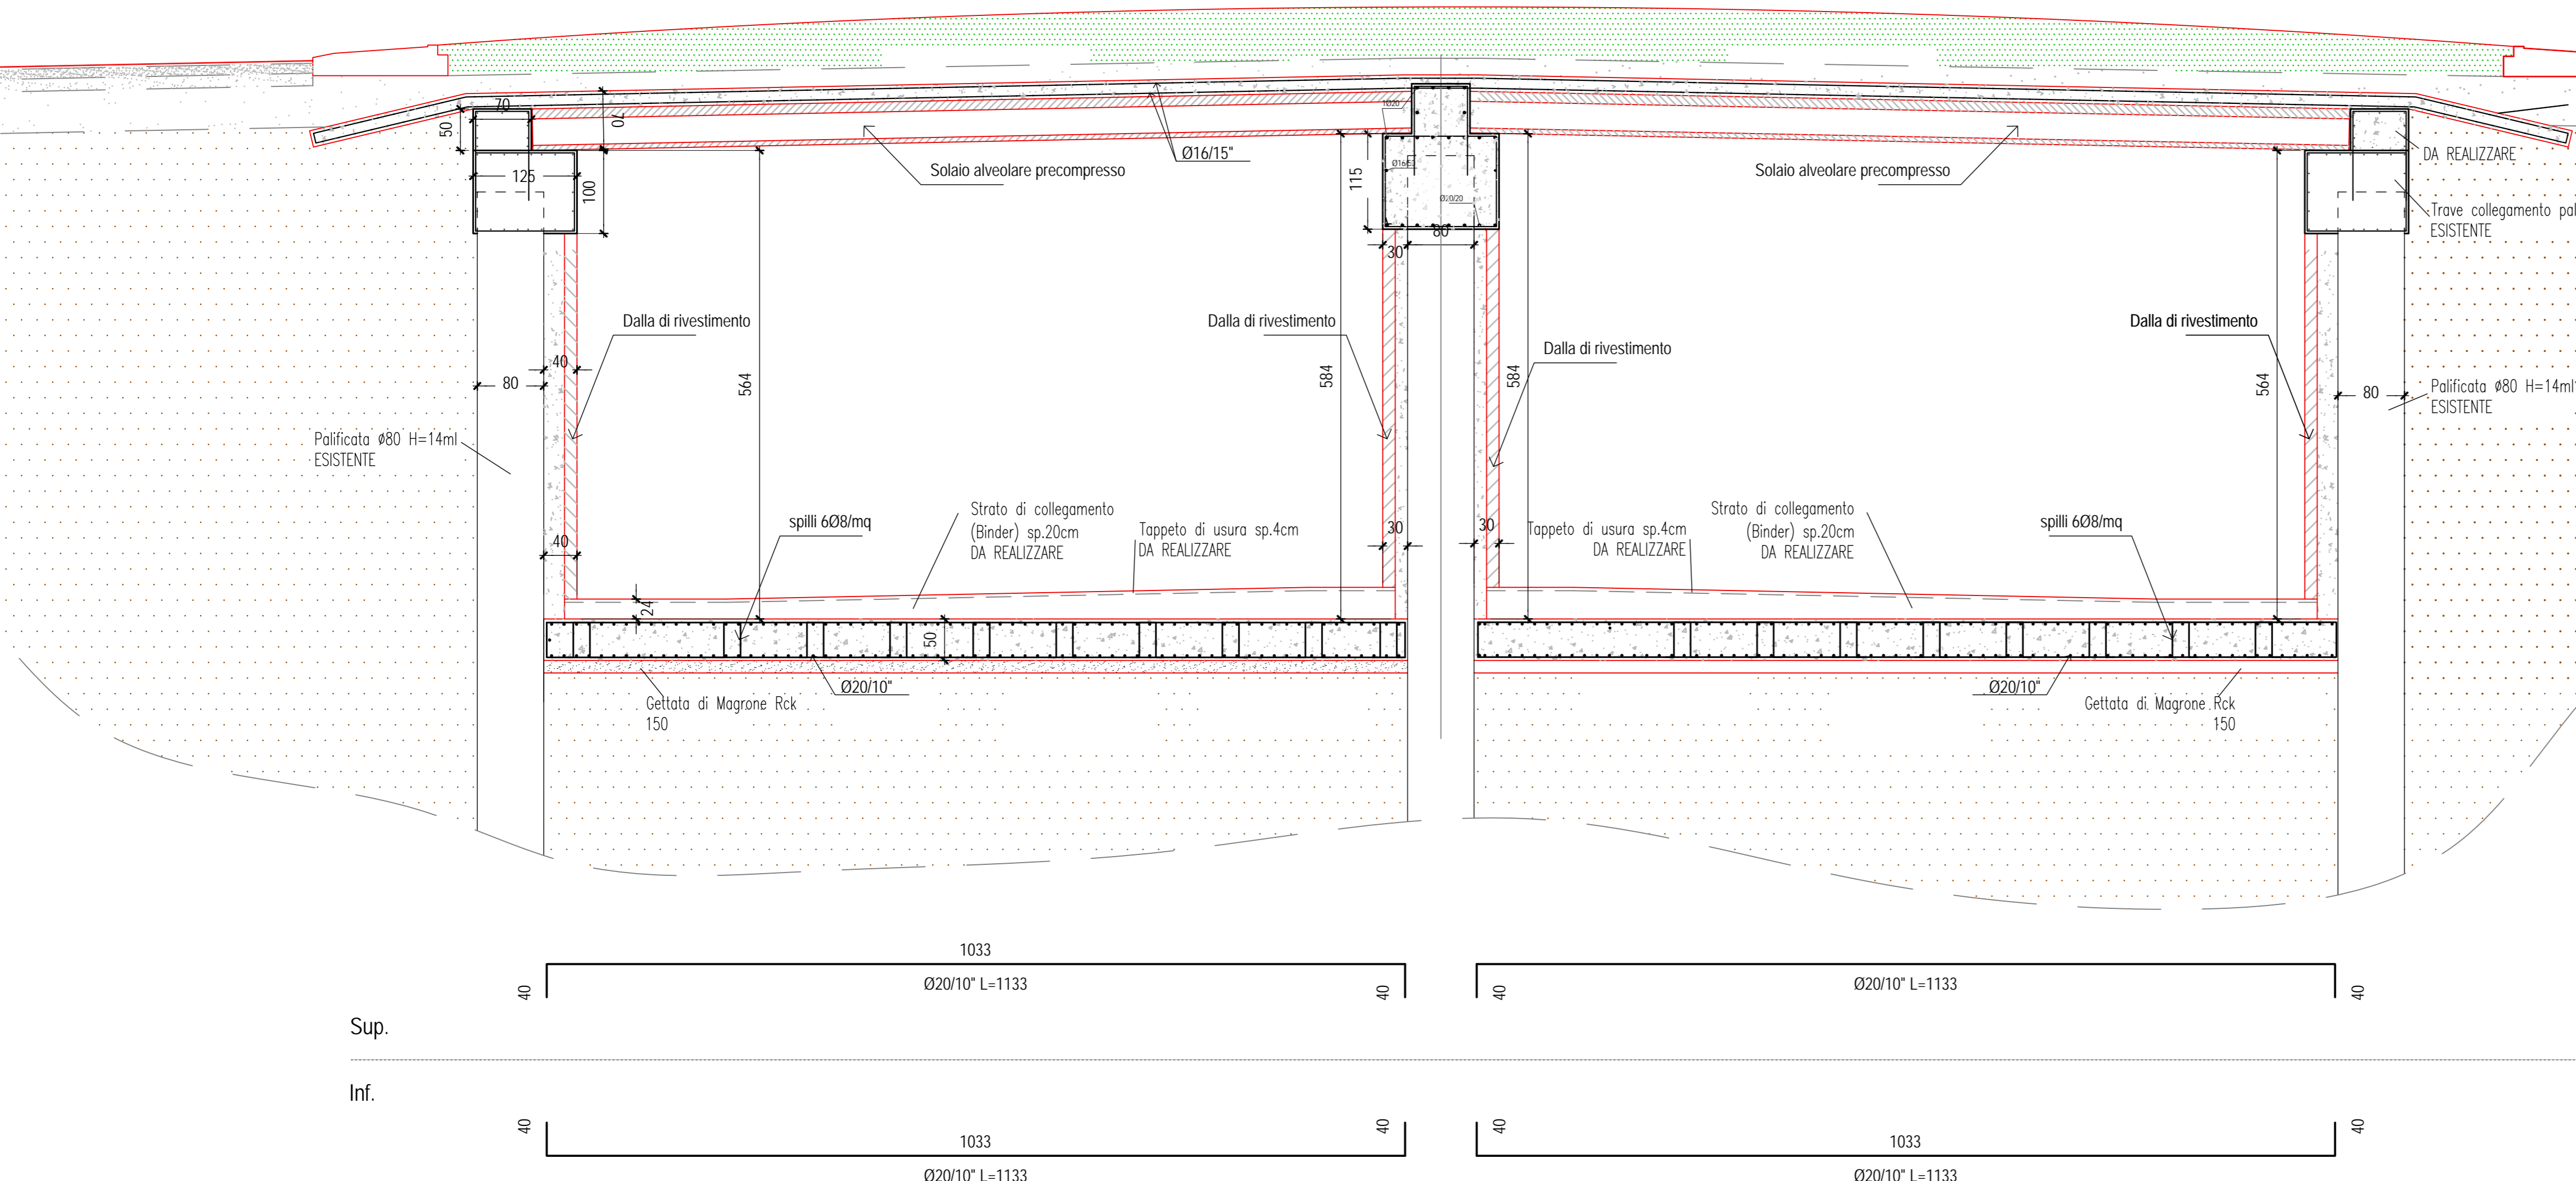 70
50
70
125
100
Solaio alveolare precompresso
Ø16/15"
1Ø20
Ø20/20
115
80
30
Solaio alveolare precompresso
DA REALIZZARE
Trave collegamento
ESISTENTE
Dalla di rivestimento
Dalla di rivestimento
Dalla di rivestimento
Dalla di rivestimento
40
80
564
584
584
564
80
Palificata ø80 H=14ml
ESISTENTE
Palificata ø80 H=14ml
ESISTENTE
spilli 6Ø8/mq
Strato di collegamento
(Binder) sp.20cm
DA REALIZZARE
Tappeto di usura sp.4cm
DA REALIZZARE
30
30
Tappeto di usura sp.4cm
DA REALIZZARE
Strato di collegamento
(Binder) sp.20cm
DA REALIZZARE
spilli 6Ø8/mq
40
24
50
Ø20/10"
Gettata di Magrone Rck
150
Ø20/10"
Gettata di Magrone Rck
150
1033
40
Ø20/10" L=1133
40
40
Ø20/10" L=1133
40
Sup.
Inf.
40
1033
40
40
1033
40
Ø20/10" L=1133
Ø20/10" L=1133